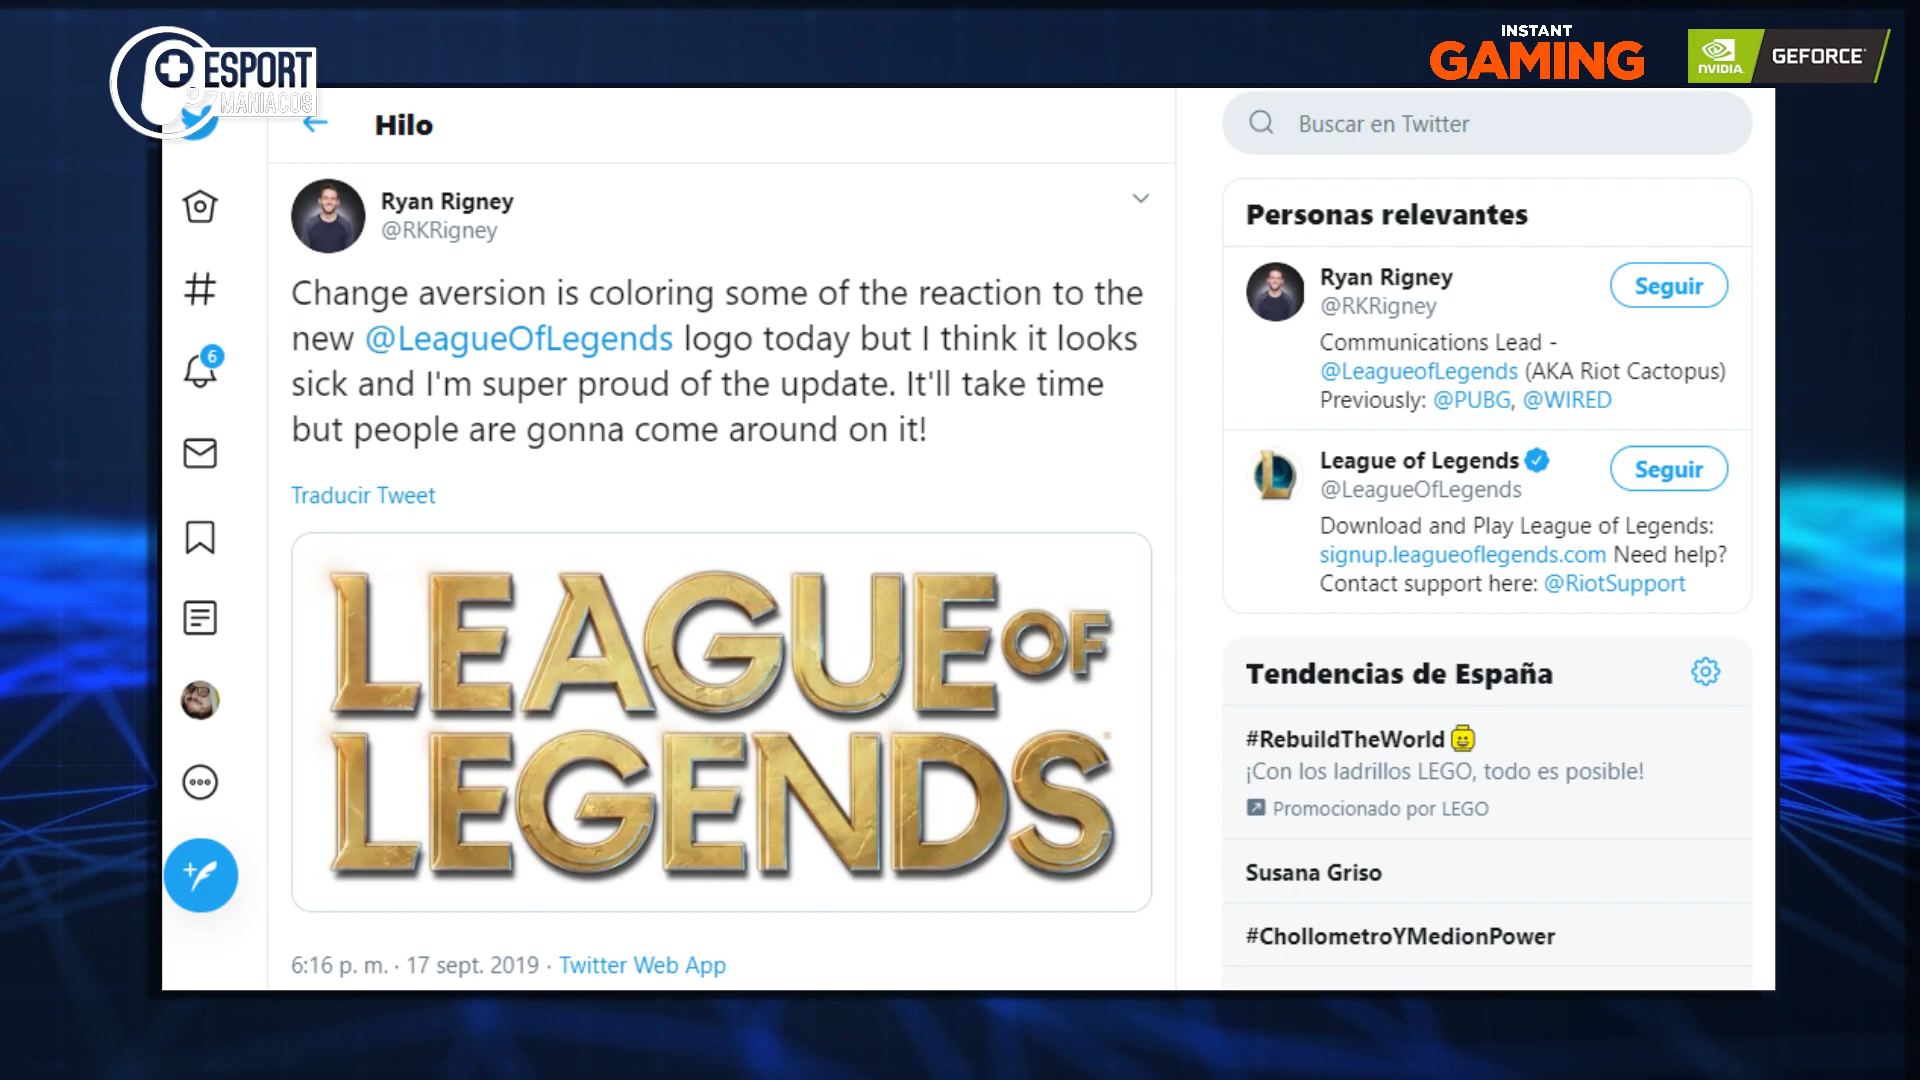 ESPORT
MANIACOS
INSTANT
GAMING
NVIDIA.
GEFORCE
Hilo
Buscar en Twitter
Ryan Rigney
@RKRigney
Change aversion is coloring some of the reaction to the
new @LeagueOfLegends logo today but I think it looks
sick and I'm super proud of the update. It'll take time
but people are gonna come around on it!
Traducir Tweet
LEAGUE OF
LEGENDS
6:16 p. m. · 17 sept. 2019 · Twitter Web App
6
Personas relevantes
Ryan Rigney
@RKRigney
Seguir
Communications Lead -
@LeagueofLegends (AKA Riot Cactopus)
Previously: @PUBG, @WIRED
League of Legends
@LeagueOfLegends
Seguir
Download and Play League of Legends:
signup.leagueoflegends.com Need help?
Contact support here: @RiotSupport
Tendencias de España
#RebuildTheWorld
¡Con los ladrillos LEGO, todo es posible!
Promocionado por LEGO
Susana Griso
#ChollometroYMedionPower